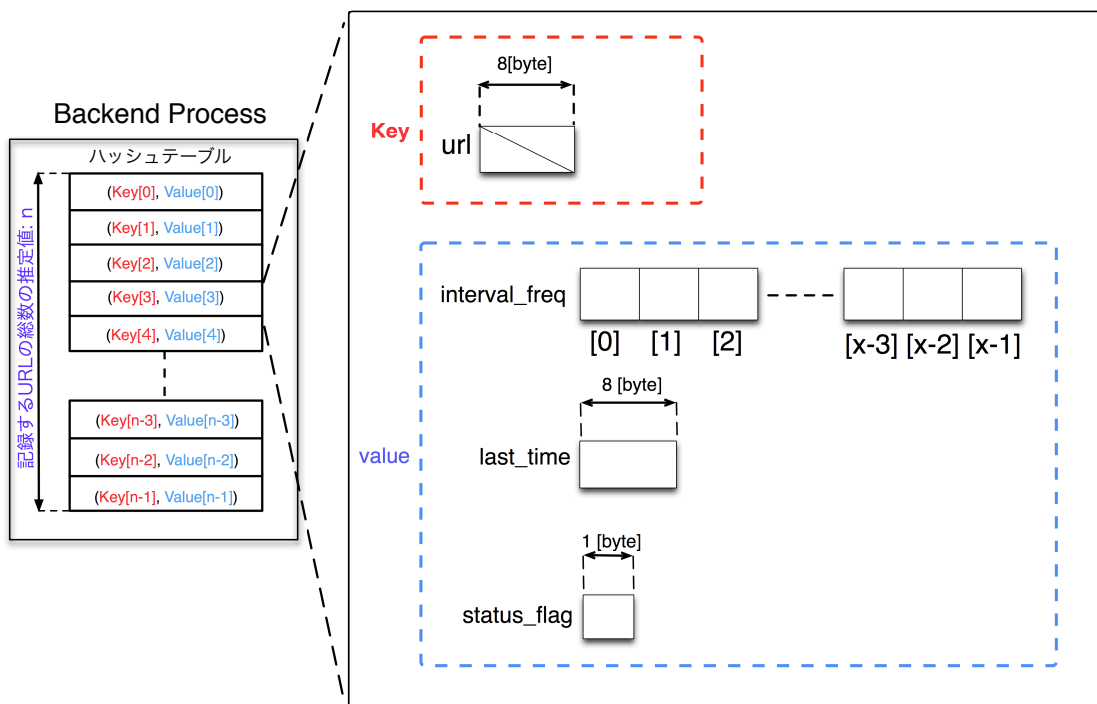 Backend Process
ハッシュテーブル
記録するURLの総数の推定値: n
(Key[0], Value[0])
(Key[1], Value[1])
(Key[2], Value[2])
(Key[3], Value[3])
(Key[4], Value[4])
(Key[n-3], Value[n-3])
(Key[n-2], Value[n-2])
(Key[n-1], Value[n-1])
Key
8[byte]
url
value
interval_freq
[0] [1] [2] [x-3] [x-2] [x-1]
8 [byte]
last_time
1 [byte]
status_flag